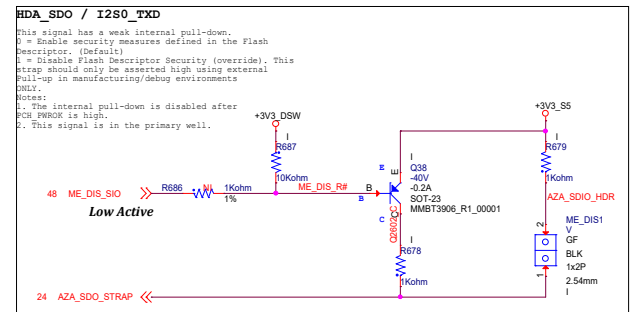 HDA_SDO / I2S0_TXD
This signal has a weak internal pull-down.
0 = Enable security measures defined in the Flash
Descriptor. (Default)
1 = Disable Flash Descriptor Security (override). This
strap should only be asserted high using external
Pull-up in manufacturing/debug environments
ONLY.
Notes:
1. The internal pull-down is disabled after
PCH_PWROK is high.
2. This signal is in the primary well.
+3V3_DSW
I
R687
10Kohm
+3V3_S5
I
R679
1Kohm
AZA_SDIO_HDR
48 ME_DIS_SIO
R686
NI
1Kohm
1%
ME_DIS_R#
Low Active
B
B
E
E
C
C
Q2602_C
I
Q38
-40V
-0.2A
SOT-23
MMBT3906_R1_00001
I
R678
1Kohm
2
1
ME_DIS1
V
GF
BLK
1x2P
2.54mm
I
24 AZA_SDO_STRAP